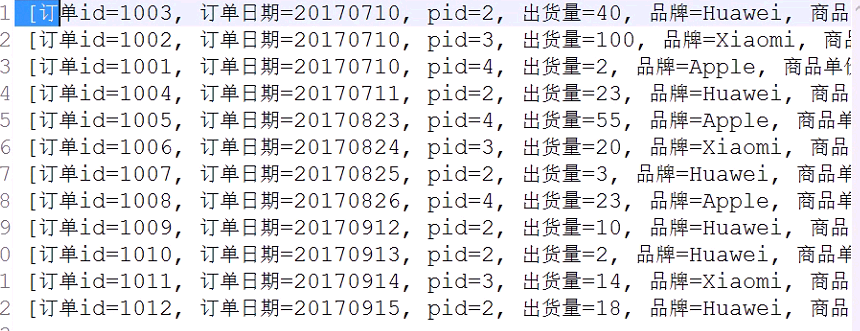 1 [订单id=1003, 订单日期=20170710, pid=2, 出货量=40, 品牌=Huawei, 商品
2 [订单id=1002, 订单日期=20170710, pid=3, 出货量=100, 品牌=Xiaomi, 商品
3 [订单id=1001, 订单日期=20170710, pid=4, 出货量=2, 品牌=Apple, 商品单价
4 [订单id=1004, 订单日期=20170711, pid=2, 出货量=23, 品牌=Huawei, 商品
5 [订单id=1005, 订单日期=20170823, pid=4, 出货量=55, 品牌=Apple, 商品单
6 [订单id=1006, 订单日期=20170824, pid=3, 出货量=20, 品牌=Xiaomi, 商品
7 [订单id=1007, 订单日期=20170825, pid=2, 出货量=3, 品牌=Huawei, 商品单
8 [订单id=1008, 订单日期=20170826, pid=4, 出货量=23, 品牌=Apple, 商品单
9 [订单id=1009, 订单日期=20170912, pid=2, 出货量=10, 品牌=Huawei, 商品
0 [订单id=1010, 订单日期=20170913, pid=2, 出货量=2, 品牌=Huawei, 商品单
1 [订单id=1011, 订单日期=20170914, pid=3, 出货量=14, 品牌=Xiaomi, 商品
2 [订单id=1012, 订单日期=20170915, pid=2, 出货量=18, 品牌=Huawei, 商品